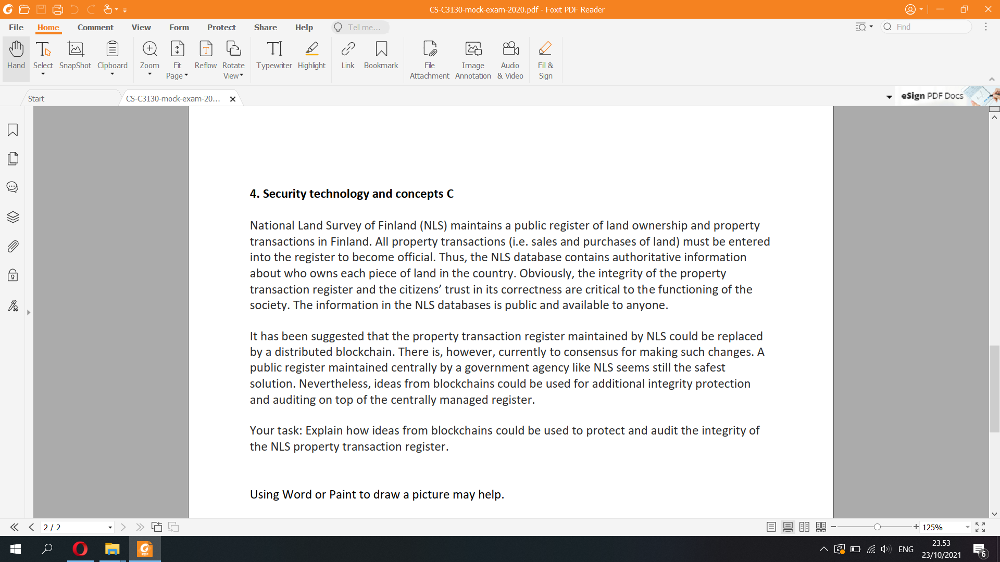 CS-C3130-mock-exam-2020.pdf - Foxit PDF Reader
File Home Comment View Form Protect Share Help Tell me... Find
Hand Select SnapShot Clipboard Zoom Fit Page Reflow Rotate View Typewriter Highlight Link Bookmark File Attachment Image Annotation Audio & Video Fill & Sign
Start CS-C3130-mock-exam-20... eSign PDF Docs
4. Security technology and concepts C
National Land Survey of Finland (NLS) maintains a public register of land ownership and property
transactions in Finland. All property transactions (i.e. sales and purchases of land) must be entered
into the register to become official. Thus, the NLS database contains authoritative information
about who owns each piece of land in the country. Obviously, the integrity of the property
transaction register and the citizens’ trust in its correctness are critical to the functioning of the
society. The information in the NLS databases is public and available to anyone.
It has been suggested that the property transaction register maintained by NLS could be replaced
by a distributed blockchain. There is, however, currently to consensus for making such changes. A
public register maintained centrally by a government agency like NLS seems still the safest
solution. Nevertheless, ideas from blockchains could be used for additional integrity protection
and auditing on top of the centrally managed register.
Your task: Explain how ideas from blockchains could be used to protect and audit the integrity of
the NLS property transaction register.
Using Word or Paint to draw a picture may help.
2 / 2 125%
PDF ENG 23.53
23/10/2021 6